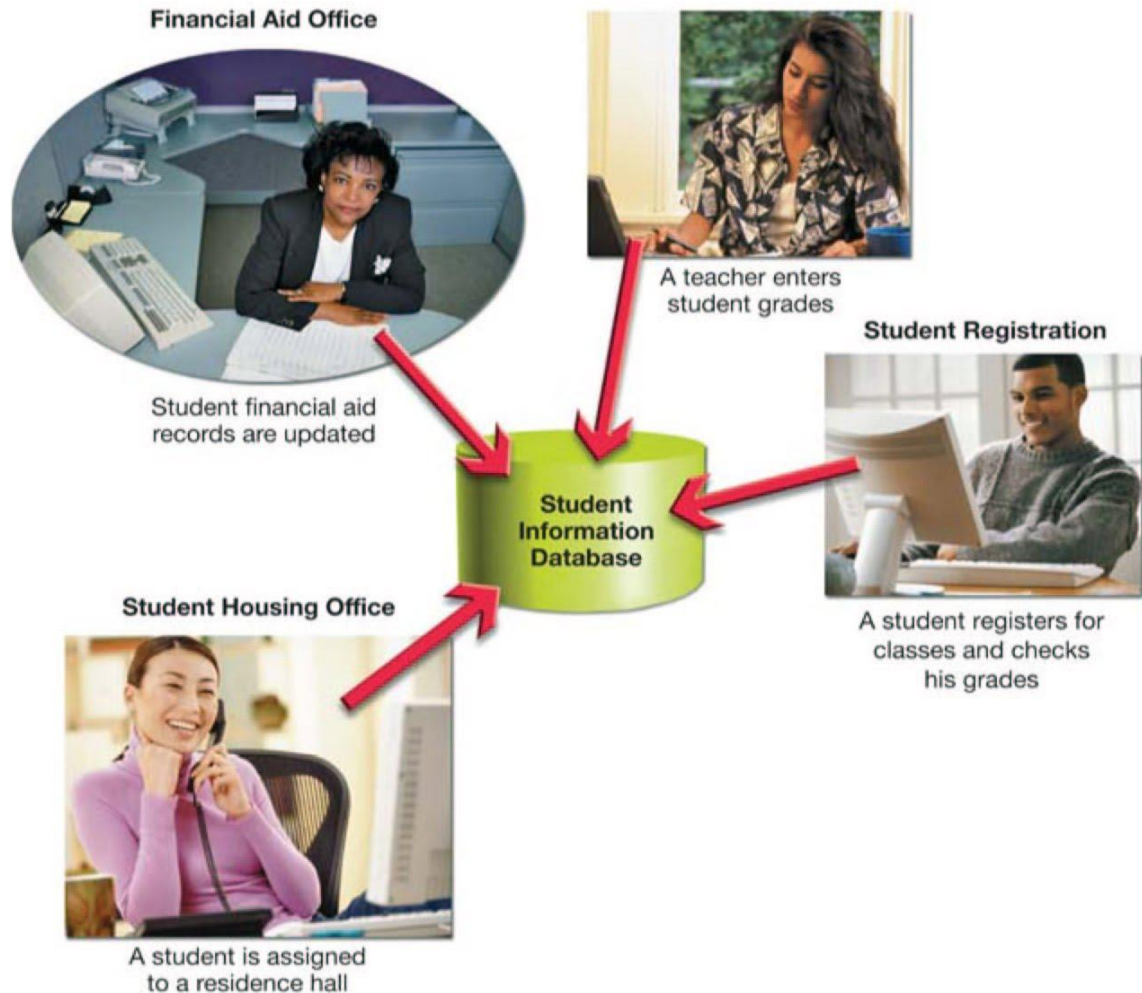 Financial Aid Office
Student financial aid
records are updated
A teacher enters
student grades
Student Registration
A student registers for
classes and checks
his grades
Student
Information
Database
Student Housing Office
A student is assigned
to a residence hall